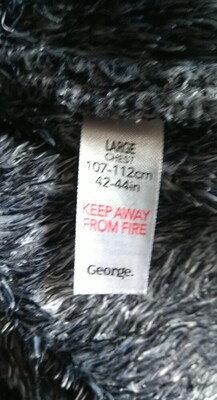 LARGE
CHEST
107-112cm
42-44in
KEEP AWAY
FROM FIRE
George.